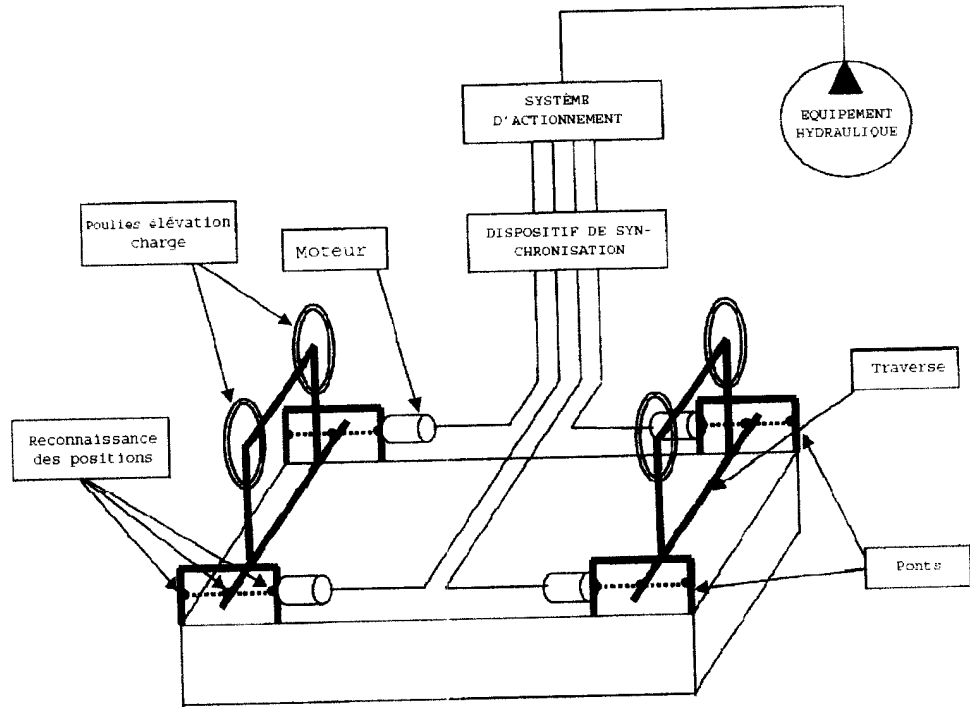 SYSTÈME
D'ACTIONNEMENT
EQUIPEMENT
HYDRAULIQUE
Poulies élévation
charge
Moteur
DISPOSITIF DE SYN-
CHRONISATION
Traverse
Reconnaissance
des positions
Ponts